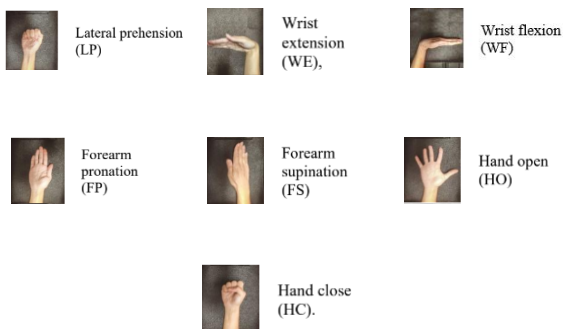 Lateral prehension
(LP)
Wrist
extension
(WE),
Wrist flexion
(WF)
Forearm
pronation
(FP)
Forearm
supination
(FS)
Hand open
(HO)
Hand close
(HC).